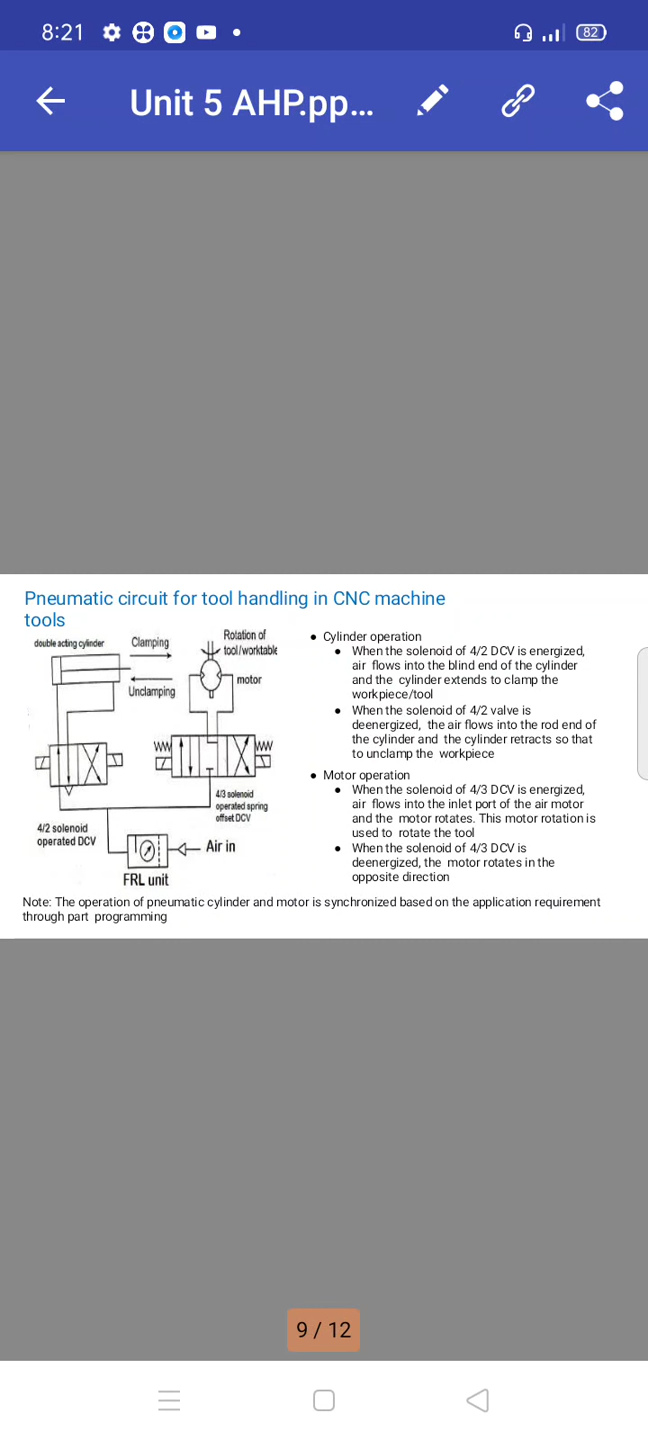 8:21
82
Unit 5 AHP.pp...
Pneumatic circuit for tool handling in CNC machine
tools
double acting cylinder
Clamping
Unclamping
Rotation of
tool/worktable
motor
4/3 solenoid
operated spring
offset DCV
4/2 solenoid
operated DCV
Air in
FRL unit
• Cylinder operation
• When the solenoid of 4/2 DCV is energized,
air flows into the blind end of the cylinder
and the cylinder extends to clamp the
workpiece/tool
• When the solenoid of 4/2 valve is
deenergized, the air flows into the rod end of
the cylinder and the cylinder retracts so that
to unclamp the workpiece
• Motor operation
• When the solenoid of 4/3 DCV is energized,
air flows into the inlet port of the air motor
and the motor rotates. This motor rotation is
used to rotate the tool
• When the solenoid of 4/3 DCV is
deenergized, the motor rotates in the
opposite direction
Note: The operation of pneumatic cylinder and motor is synchronized based on the application requirement
through part programming
9 / 12